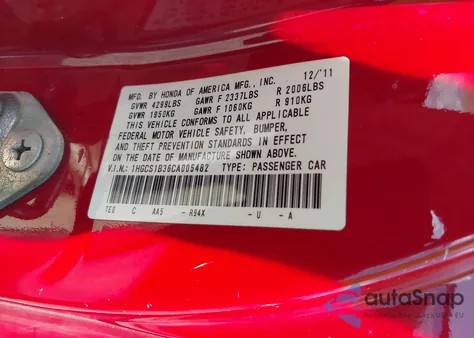 12/'11
MFD. BY HONDA OF AMERICA MFG., INC.
GVWR 4299LBS GAWR F 2337LBS R 2006LBS
GVWR 1950KG GAWR F 1060KG R 910KG
THIS VEHICLE CONFORMS TO ALL APPLICABLE
FEDERAL MOTOR VEHICLE SAFETY, BUMPER,
AND THEFT PREVENTION STANDARDS IN EFFECT
ON THE DATE OF MANUFACTURE SHOWN ABOVE.
V.I.N.: 1HGCS1B36CA005482 TYPE: PASSENGER CAR
TE0 C AA5 - R94X - U - A
autoSnap